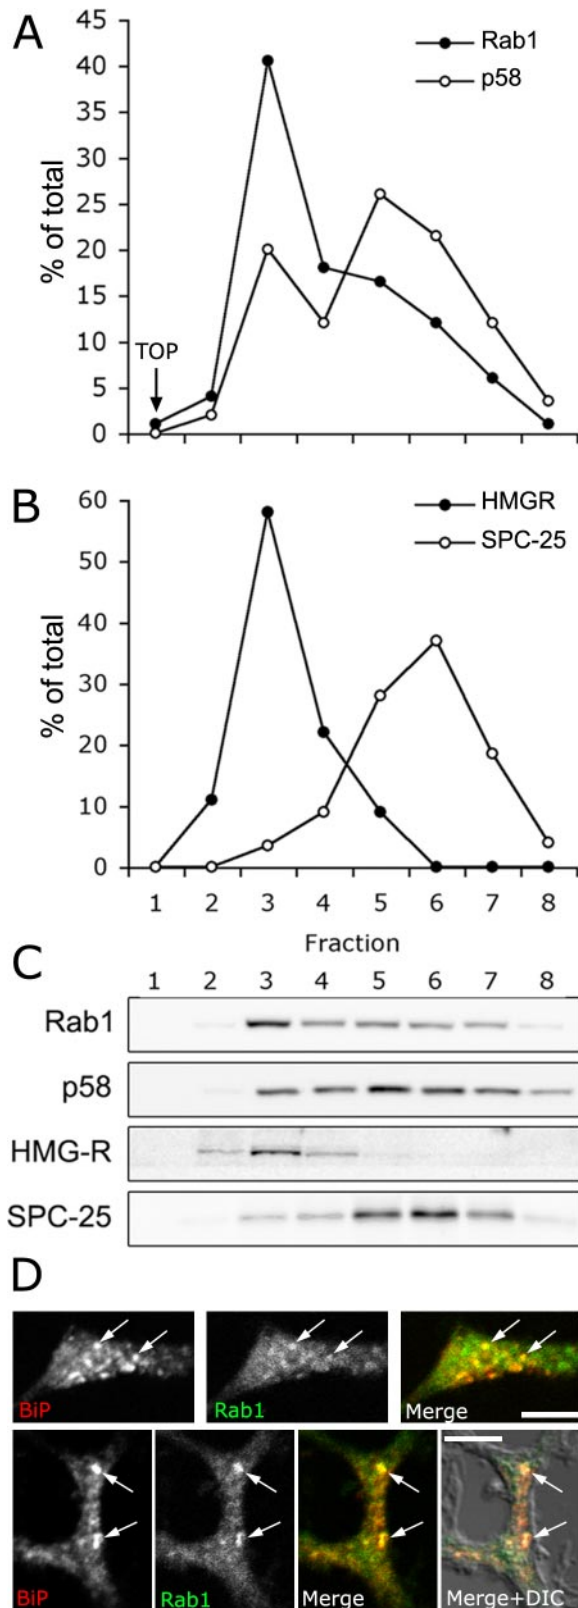 A
45
40
35
30
25
20
15
10
5
0
% of total
Rab1
p58
TOP
B
60
50
40
30
20
10
0
% of total
HMGR
SPC-25
1 2 3 4 5 6 7 8
Fraction
C
1 2 3 4 5 6 7 8
Rab1
p58
HMG-R
SPC-25
D
BiP Rab1 Merge
BiP Rab1 Merge Merge+DIC